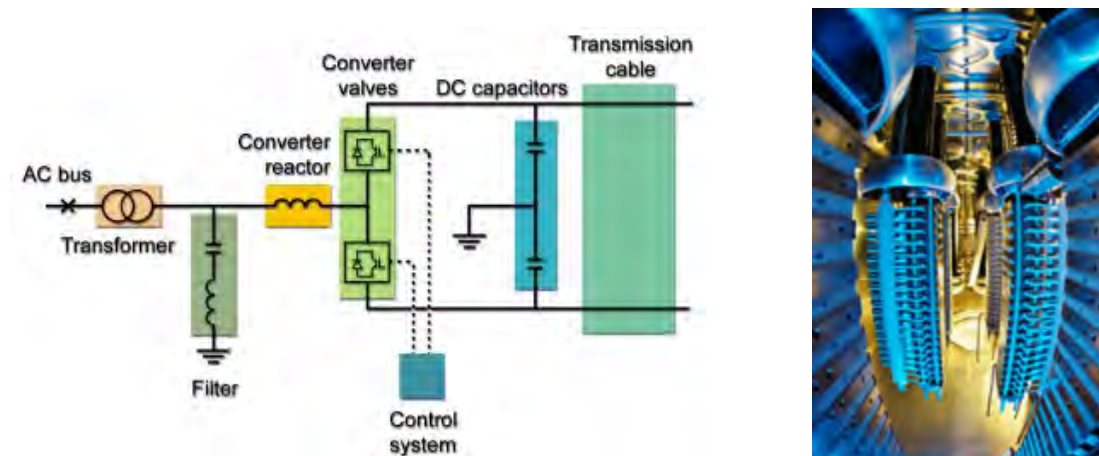 Transmission
cable
Converter
valves
DC capacitors
Converter
reactor
AC bus
Transformer
Filter
Control
system